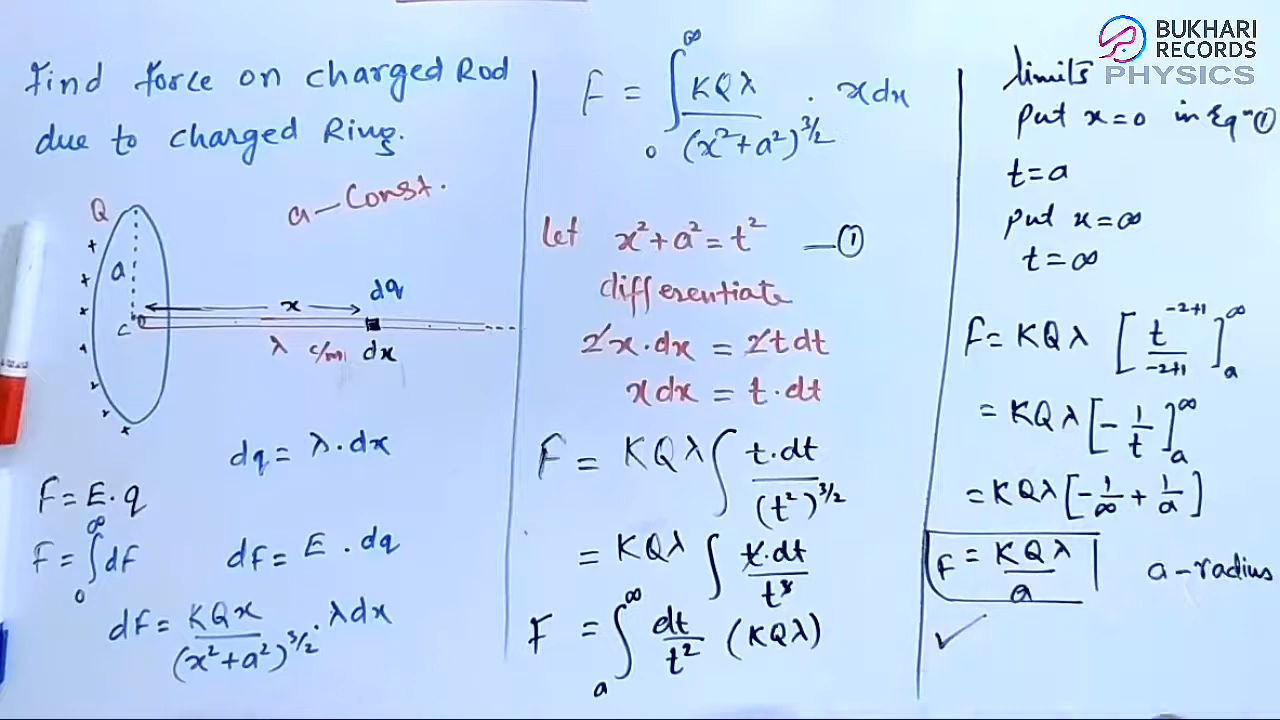 Find force on charged Rod
due to charged Ring.
a – Const.
Q
a
x
dq
C
λ c/m
dx
dq = λ·dx
F = E·q
F = ∫₀^∞ dF
dF = E · dq
dF = KQx/(x²+a²)^3/2 · λdx
F = ∫₀^∞ KQλ/(x²+a²)^3/2 · xdx
let x²+a² = t² — ①
differentiate
2x·dx = 2tdt
xdx = t·dt
F = KQλ ∫ t·dt/(t²)^3/2
= KQλ ∫ t·dt/t³
F = ∫ₐ^∞ dt/t² (KQλ)
BUKHARI
RECORDS
PHYSICS
limits
put x=0 in Eqⁿ ①
t = a
put x=∞
t = ∞
F = KQλ [t^-2+1/-2+1]ₐ^∞
= KQλ [- 1/t]ₐ^∞
= KQλ [- 1/∞ + 1/a]
F = KQλ/a
a – radius